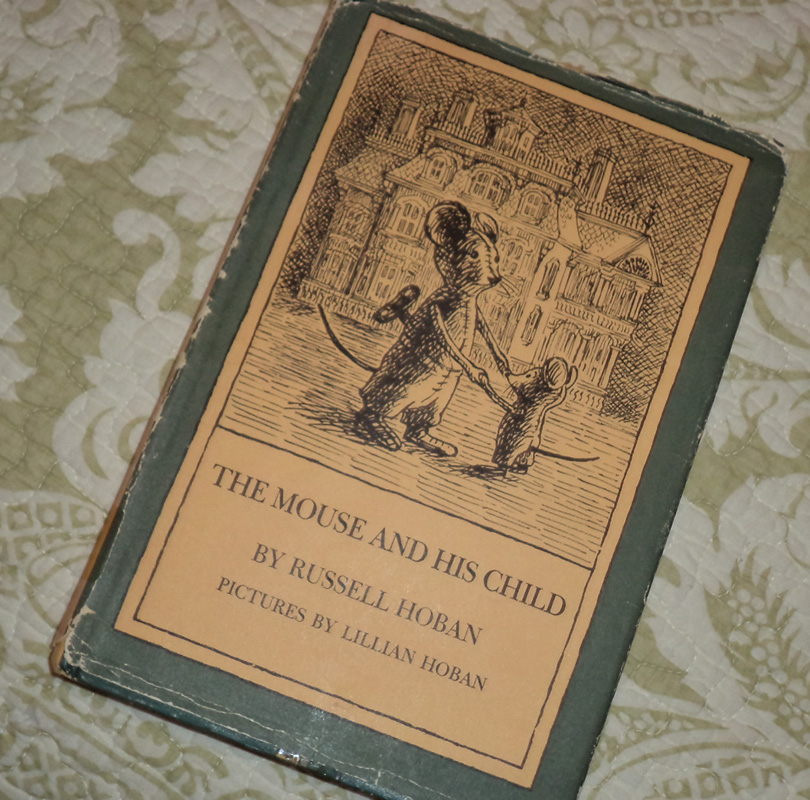 THE MOUSE AND HIS CHILD
BY RUSSELL HOBAN
PICTURES BY LILLIAN HOBAN